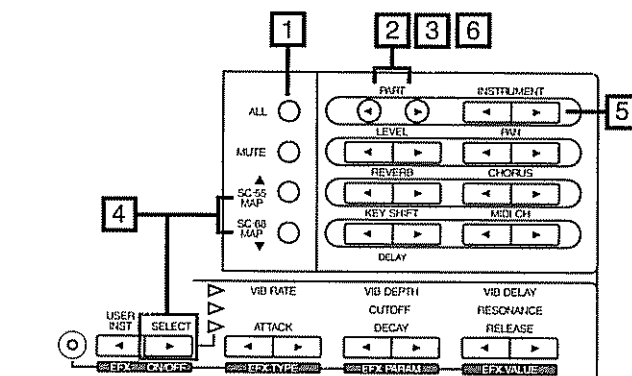 1
2 3 6
PART INSTRUMENT
5
ALL
LEVEL PAN
MUTE
REVERB CHORUS
SC-55
MAP
4
KEY SHIFT MIDI CH
SC-88
MAP
DELAY
VIB RATE VIB DEPTH VIB DELAY
CUTOFF RESONANCE
USER
INST SELECT ATTACK DECAY RELEASE
EFX ON/OFF EFX TYPE EFX PARAM EFX VALUE